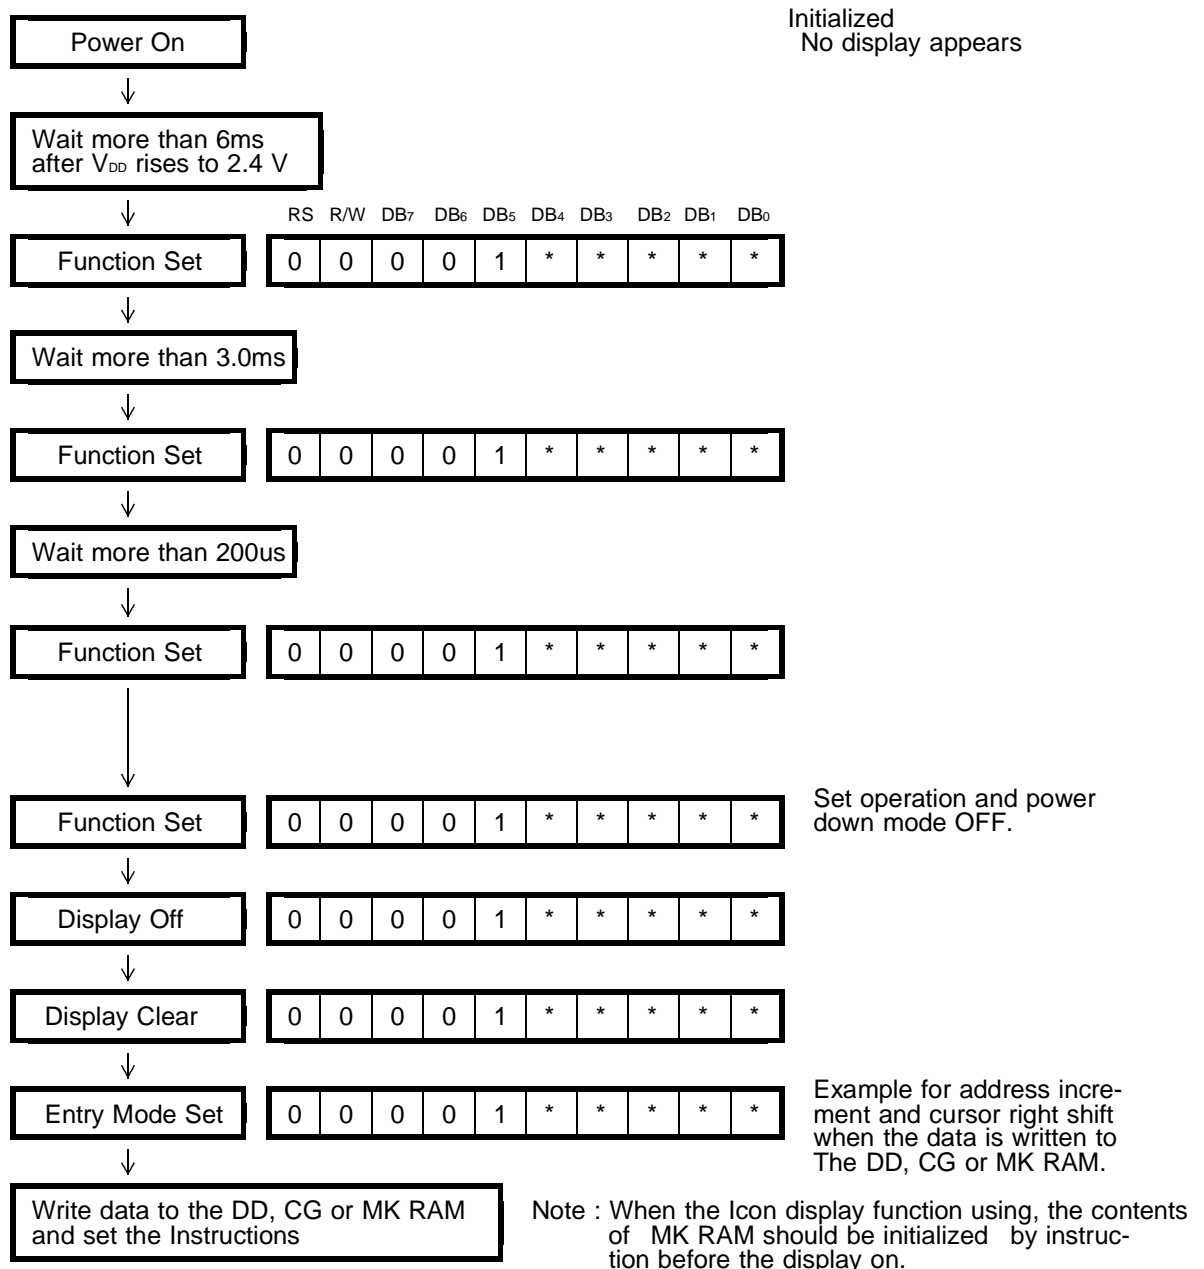 Power On
Initialized
No display appears
Wait more than 6ms
after VDD rises to 2.4 V
RS R/W DB7 DB6 DB5 DB4 DB3 DB2 DB1 DB0
Function Set 0 0 0 0 1 * * * * *
Wait more than 3.0ms
Function Set 0 0 0 0 1 * * * * *
Wait more than 200us
Function Set 0 0 0 0 1 * * * * *
Function Set 0 0 0 0 1 * * * * *
Set operation and power
down mode OFF.
Display Off 0 0 0 0 1 * * * * *
Display Clear 0 0 0 0 1 * * * * *
Entry Mode Set 0 0 0 0 1 * * * * *
Example for address incre-
ment and cursor right shift
when the data is written to
The DD, CG or MK RAM.
Write data to the DD, CG or MK RAM
and set the Instructions
Note : When the Icon display function using, the contents
of MK RAM should be initialized by instruc-
tion before the display on.